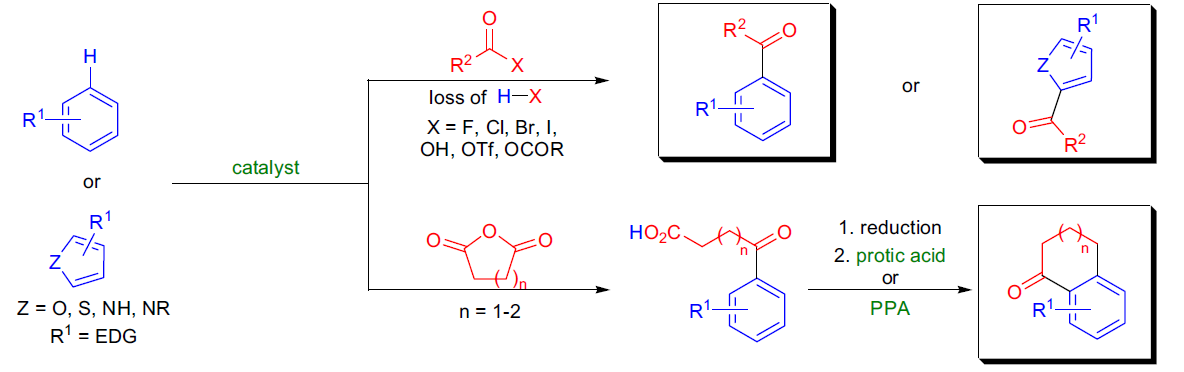 H
R¹
or
Z
R¹
Z = O, S, NH, NR
R¹ = EDG
catalyst
O
R² X
loss of H–X
X = F, Cl, Br, I,
OH, OTf, OCOR
R² O
R¹
or
R¹
Z
O
R²
O O O
( )n
n = 1-2
HO₂C ( )n O
R¹
1. reduction
2. protic acid
or
PPA
( )n
O
R¹